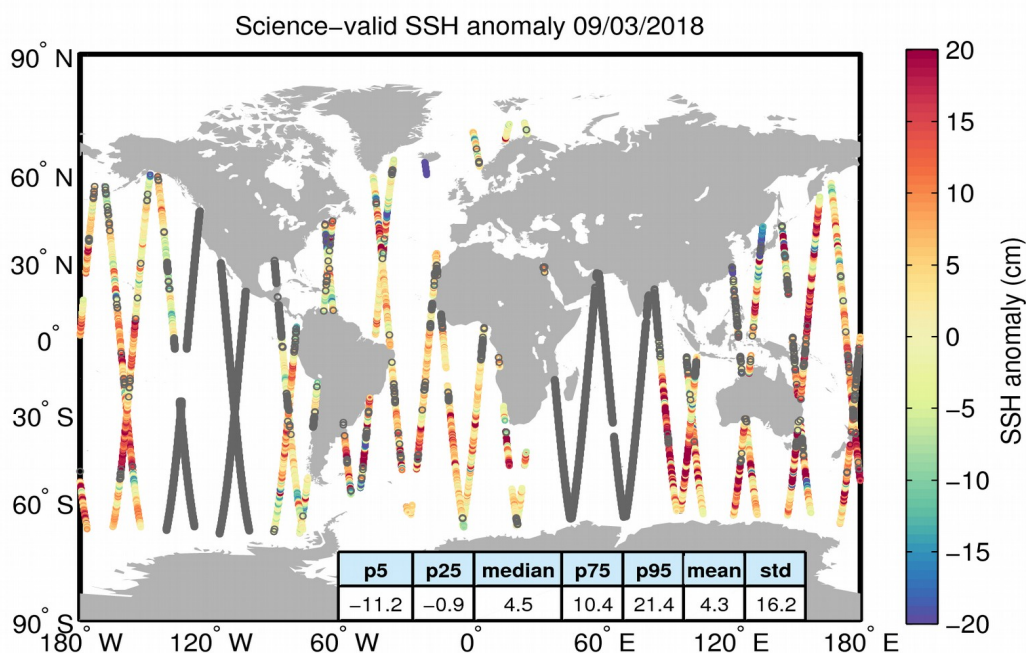 Science−valid SSH anomaly 09/03/2018
90° N
60° N
30° N
0°
30° S
60° S
90° S
180° W
120° W
60° W
0°
60° E
120° E
180° E
p5 p25 median p75 p95 mean std
−11.2 −0.9 4.5 10.4 21.4 4.3 16.2
20
15
10
5
0
−5
−10
−15
−20
SSH anomaly (cm)